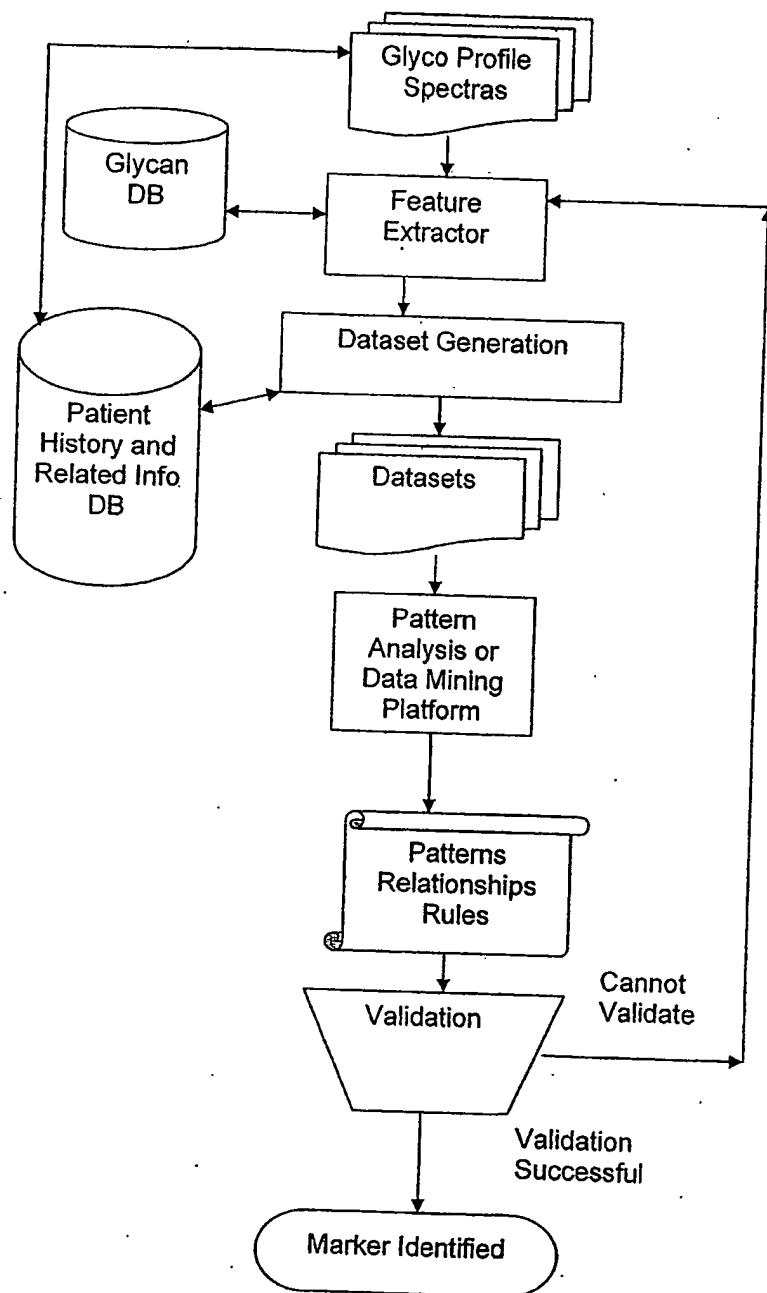 Glyco Profile
Spectras
Glycan
DB
Feature
Extractor
Dataset Generation
Patient
History and
Related Info
DB
Datasets
Pattern
Analysis or
Data Mining
Platform
Patterns
Relationships
Rules
Validation
Cannot
Validate
Validation
Successful
Marker Identified